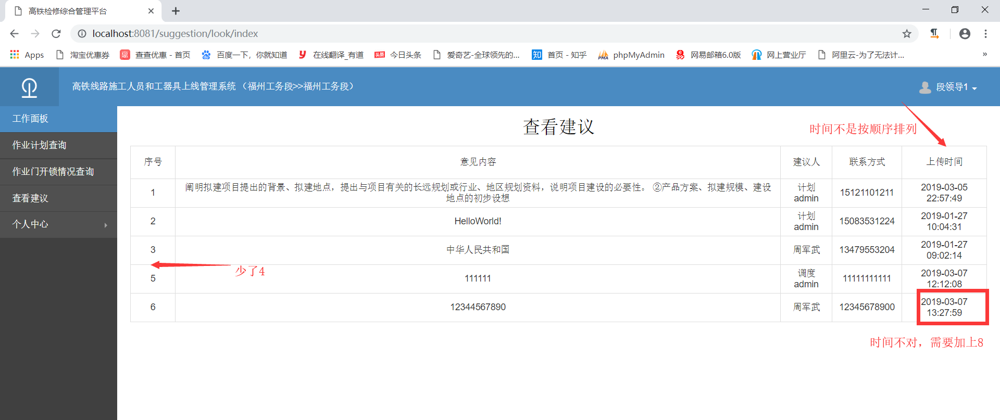 高铁检修综合管理平台
localhost:8081/suggestion/look/index
Apps 淘宝优惠券 查查优惠 - 首页 百度一下，你就知道 在线翻译_有道 今日头条 爱奇艺-全球领先的... 首页 - 知乎 phpMyAdmin 网易邮箱6.0版 网上营业厅 阿里云-为了无法计... »
高铁线路施工人员和工器具上线管理系统 （福州工务段>>福州工务段）
段领导1
工作面板
作业计划查询
作业门开锁情况查询
查看建议
个人中心
查看建议
时间不是按顺序排列
序号 意见内容 建议人 联系方式 上传时间
1 阐明拟建项目提出的背景、拟建地点，提出与项目有关的长远规划或行业、地区规划资料，说明项目建设的必要性。 ②产品方案、拟建规模、建设 计划 15121101211 2019-03-05
地点的初步设想 admin 22:57:49
2 HelloWorld! 计划 15083531224 2019-01-27
admin 10:04:31
3 中华人民共和国 周军武 13479553204 2019-01-27
09:02:14
少了4
5 111111 调度 11111111111 2019-03-07
admin 12:12:08
6 12344567890 周军武 12345678900 2019-03-07
13:27:59
时间不对，需要加上8